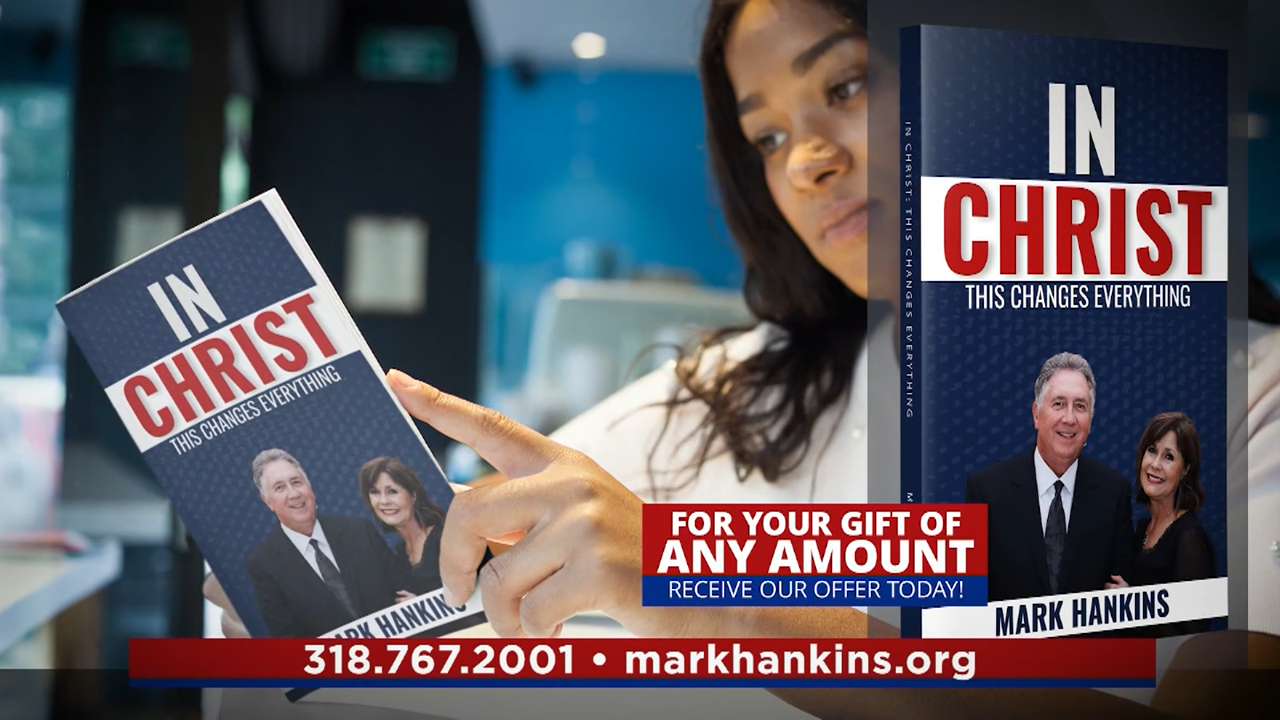 IN
CHRIST
THIS CHANGES EVERYTHING
MARK HANKINS
IN CHRIST: THIS CHANGES EVERYTHING
IN
CHRIST
THIS CHANGES EVERYTHING
MARK HANKINS
FOR YOUR GIFT OF
ANY AMOUNT
RECEIVE OUR OFFER TODAY!
318.767.2001 • markhankins.org